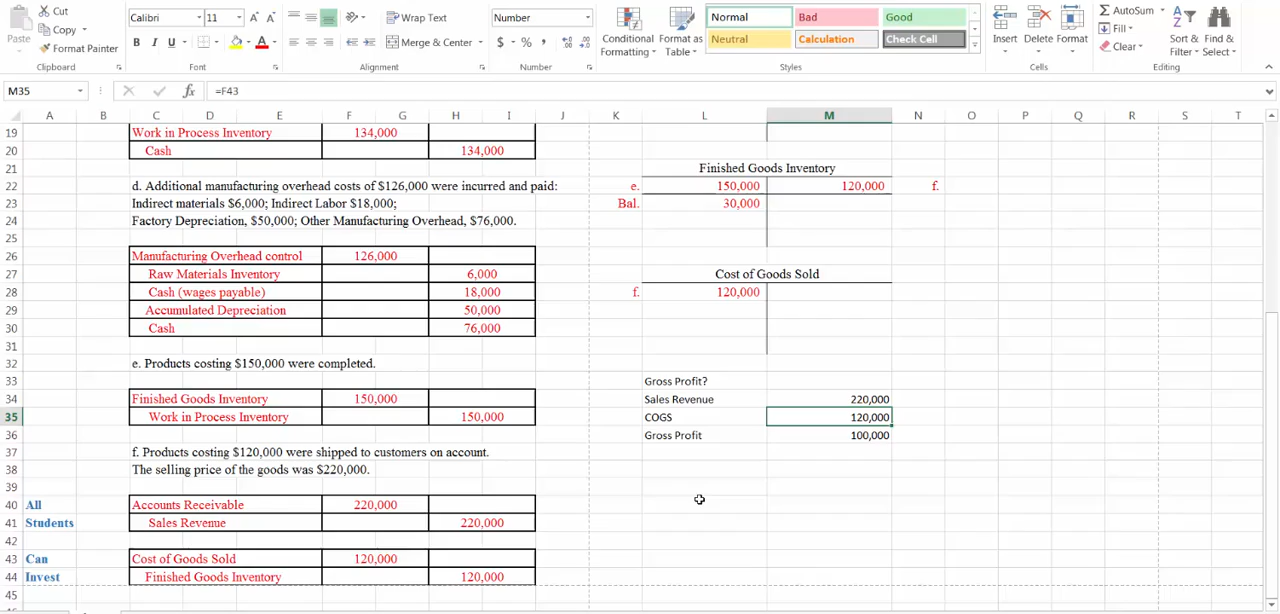 Cut
Copy
Paste
Format Painter
Clipboard
Calibri
11
A A
B I U
A
Font
Wrap Text
Merge & Center
Alignment
Number
$ % ,
Number
Conditional Formatting
Format as Table
Normal
Bad
Good
Neutral
Calculation
Check Cell
Styles
Insert
Delete
Format
Cells
AutoSum
Fill
Clear
Sort & Filter
Find & Select
Editing
M35 fx =F43
A B C D E F G H I J K L M N O P Q R S T
19 Work in Process Inventory 134,000
20 Cash 134,000
21 Finished Goods Inventory
22 d. Additional manufacturing overhead costs of $126,000 were incurred and paid: e. 150,000 120,000 f.
23 Indirect materials $6,000; Indirect Labor $18,000; Bal. 30,000
24 Factory Depreciation, $50,000; Other Manufacturing Overhead, $76,000.
25
26 Manufacturing Overhead control 126,000
27 Raw Materials Inventory 6,000 Cost of Goods Sold
28 Cash (wages payable) 18,000 f. 120,000
29 Accumulated Depreciation 50,000
30 Cash 76,000
31
32 e. Products costing $150,000 were completed.
33 Gross Profit?
34 Finished Goods Inventory 150,000 Sales Revenue 220,000
35 Work in Process Inventory 150,000 COGS 120,000
36 Gross Profit 100,000
37 f. Products costing $120,000 were shipped to customers on account.
38 The selling price of the goods was $220,000.
39
40 All Accounts Receivable 220,000
41 Students Sales Revenue 220,000
42
43 Can Cost of Goods Sold 120,000
44 Invest Finished Goods Inventory 120,000
45